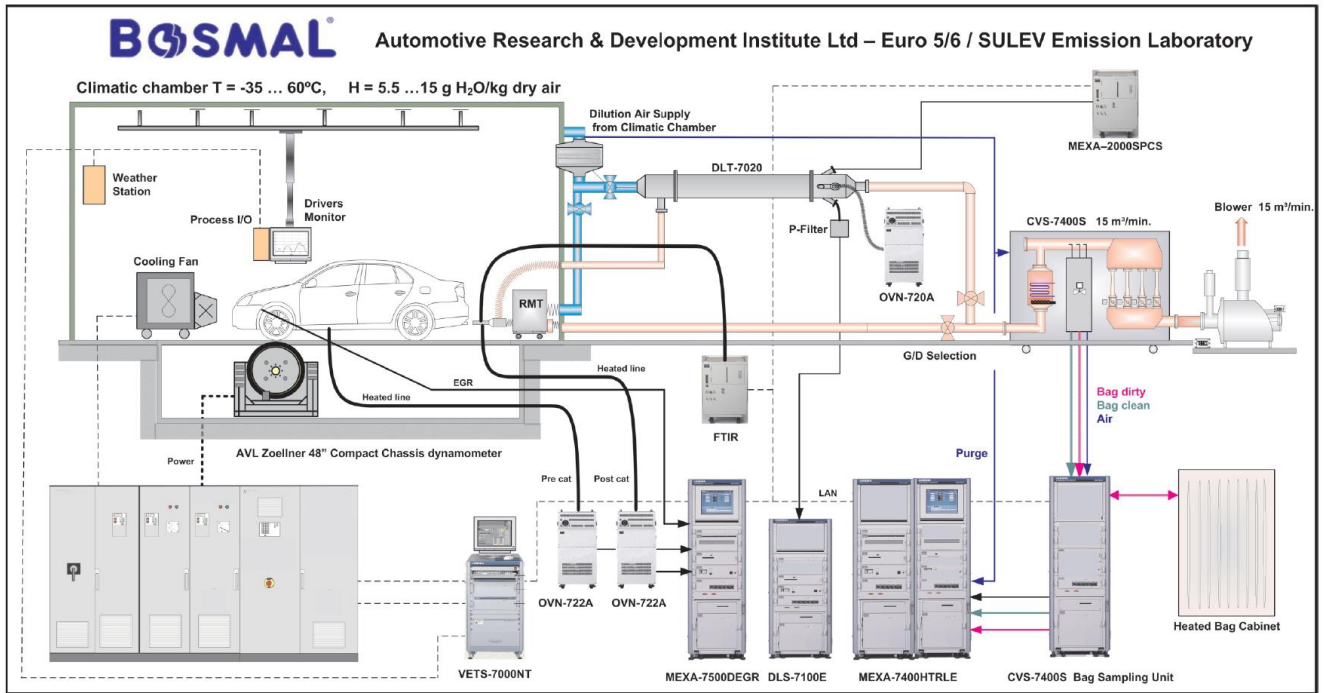 BOSMAL
Automotive Research & Development Institute Ltd – Euro 5/6 / SULEV Emission Laboratory
Climatic chamber T = -35 … 60ºC, H = 5.5 …15 g H₂O/kg dry air
Dilution Air Supply
from Climatic Chamber
MEXA–2000SPCS
DLT-7020
Weather
Station
Drivers
Monitor
Process I/O
P-Filter
CVS-7400S 15 m³/min.
Blower 15 m³/min.
Cooling Fan
OVN-720A
RMT
G/D Selection
Heated line
EGR
Heated line
FTIR
Bag dirty
Bag clean
Air
AVL Zoellner 48” Compact Chassis dynamometer
Power
Purge
Pre cat
Post cat
LAN
OVN-722A
OVN-722A
Heated Bag Cabinet
VETS-7000NT
MEXA-7500DEGR
DLS-7100E
MEXA-7400HTRLE
CVS-7400S Bag Sampling Unit